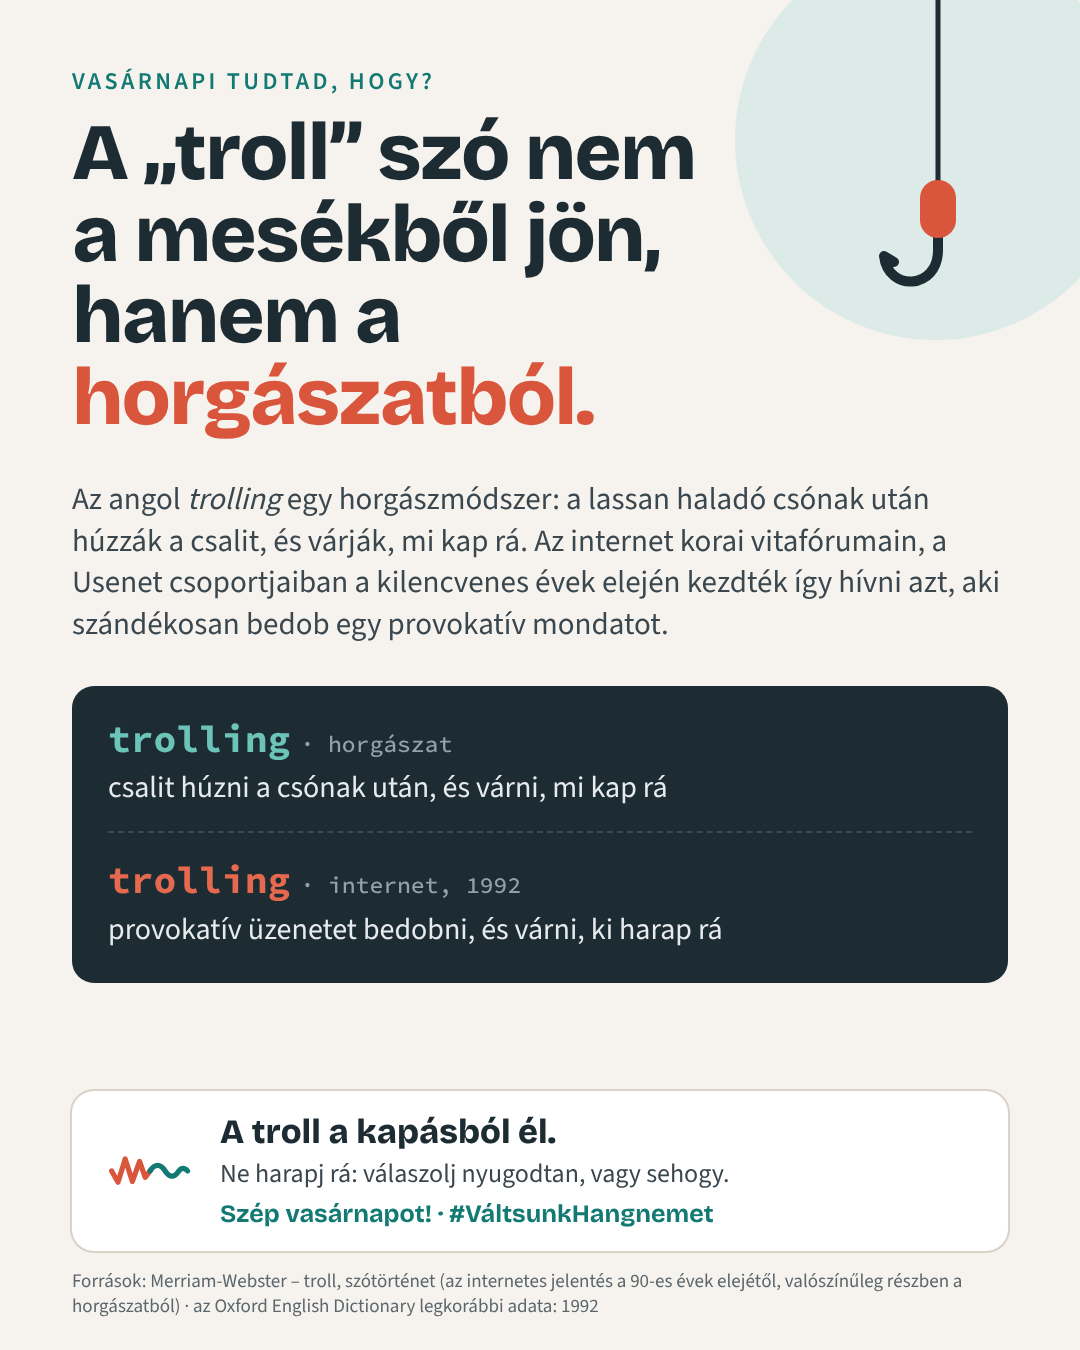 VASÁRNAPI TUDTAD, HOGY?
A „troll” szó nem
a mesékből jön,
hanem a
horgászatból.
Az angol trolling egy horgászmódszer: a lassan haladó csónak után
húzzák a csalit, és várják, mi kap rá. Az internet korai vitafórumain, a
Usenet csoportjaiban a kilencvenes évek elején kezdték így hívni azt, aki
szándékosan bedob egy provokatív mondatot.
trolling · horgászat
csalit húzni a csónak után, és várni, mi kap rá
trolling · internet, 1992
provokatív üzenetet bedobni, és várni, ki harap rá
A troll a kapásból él.
Ne harapj rá: válaszolj nyugodtan, vagy sehogy.
Szép vasárnapot! · #VáltsunkHangnemet
Források: Merriam-Webster – troll, szótörténet (az internetes jelentés a 90-es évek elejétől, valószínűleg részben a
horgászatból) · az Oxford English Dictionary legkorábbi adata: 1992